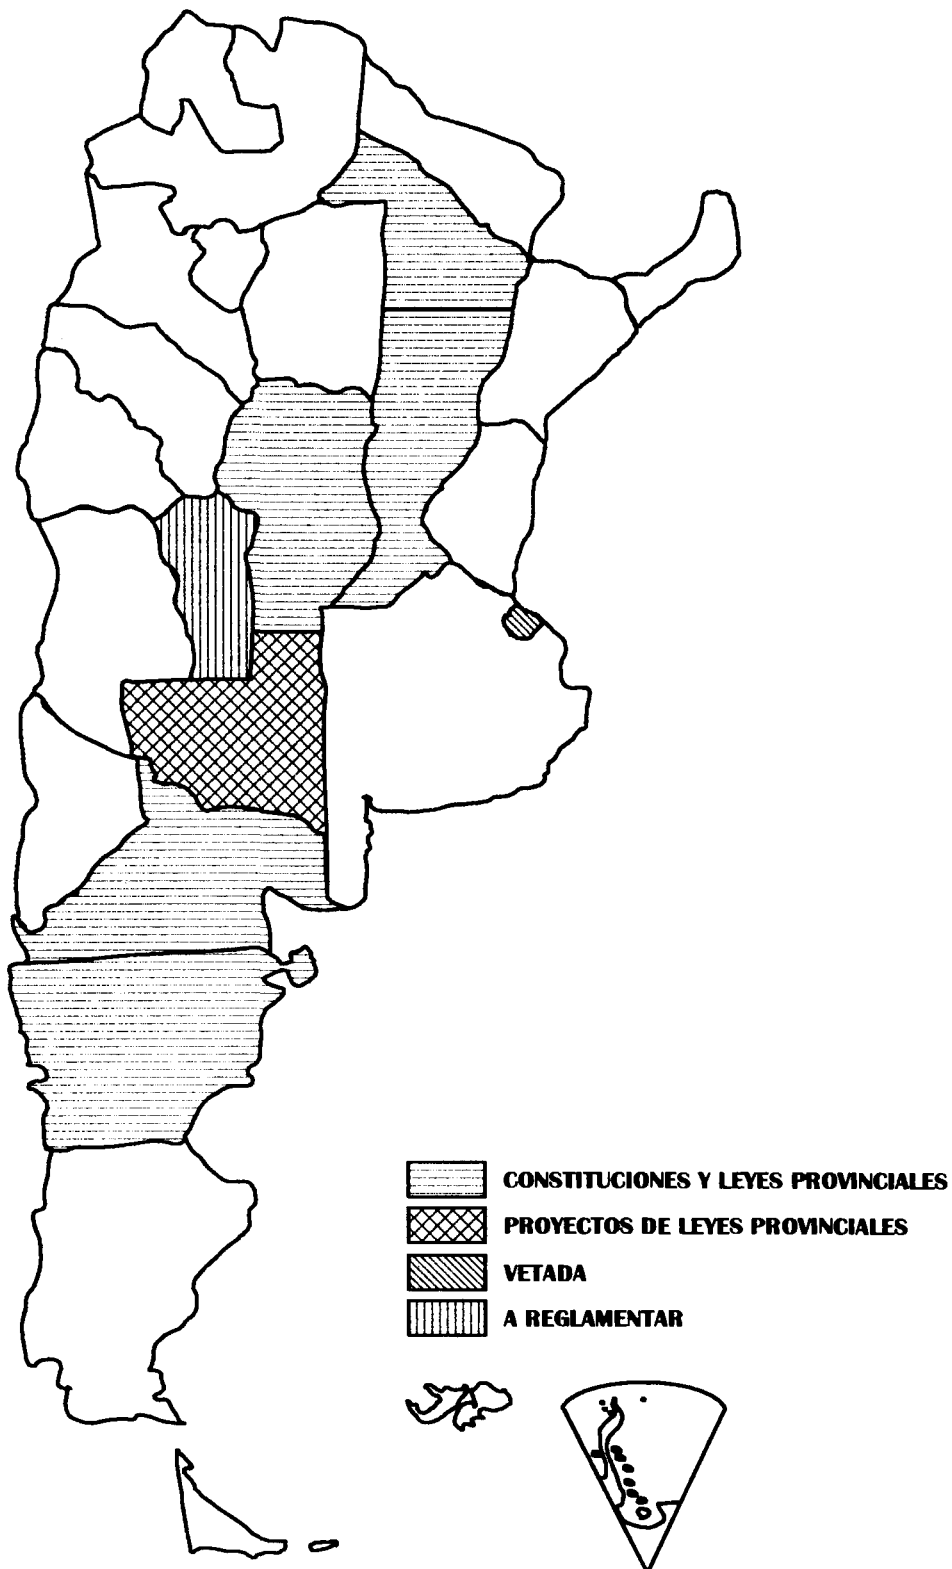 CONSTITUCIONES Y LEYES PROVINCIALES
PROYECTOS DE LEYES PROVINCIALES
VETADA
A REGLAMENTAR